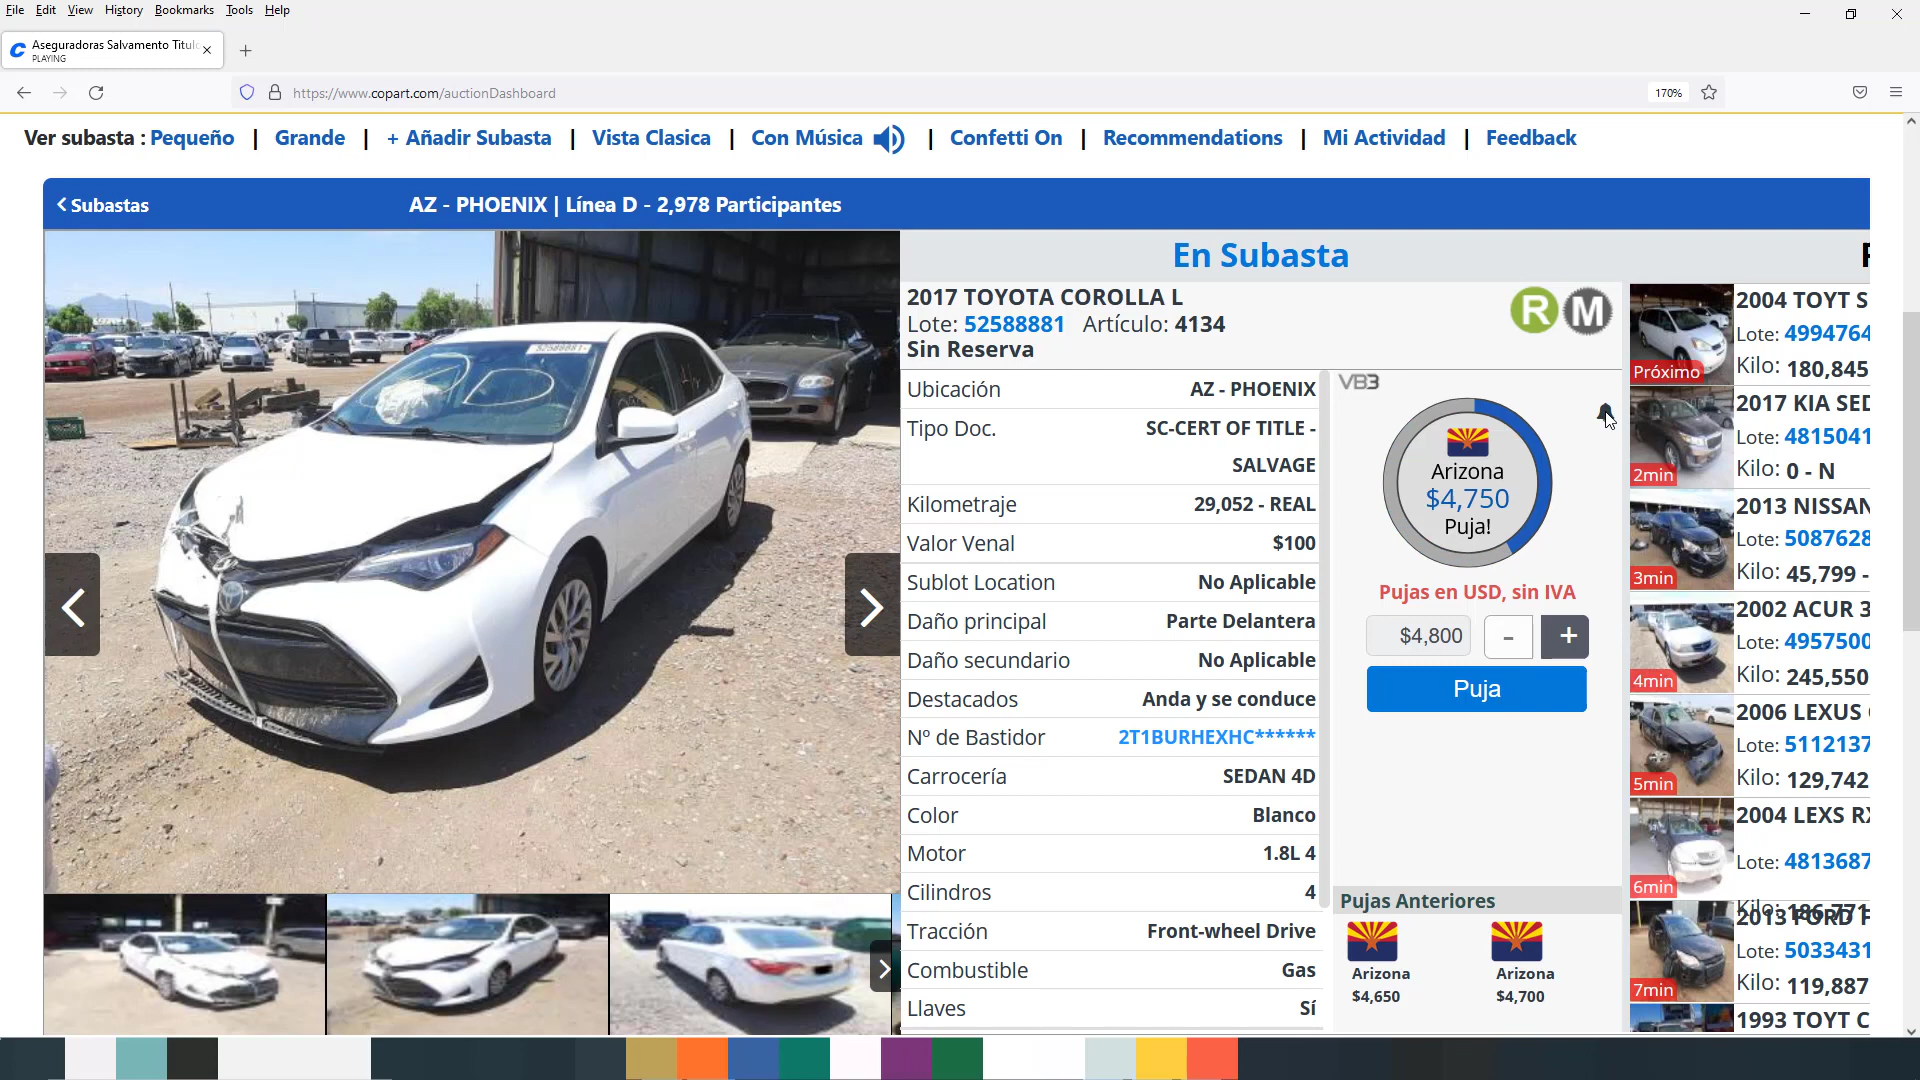 File Edit View History Bookmarks Tools Help
Aseguradoras Salvamento Titulo
PLAYING
https://www.copart.com/auctionDashboard
170%
Ver subasta : Pequeño | Grande | + Añadir Subasta | Vista Clasica | Con Música | Confetti On | Recommendations | Mi Actividad | Feedback
Subastas
AZ - PHOENIX | Línea D - 2,978 Participantes
En Subasta
2017 TOYOTA COROLLA L
Lote: 52588881 Artículo: 4134
Sin Reserva
R M
Ubicación AZ - PHOENIX
Tipo Doc. SC-CERT OF TITLE -
SALVAGE
Kilometraje 29,052 - REAL
Valor Venal $100
Sublot Location No Aplicable
Daño principal Parte Delantera
Daño secundario No Aplicable
Destacados Anda y se conduce
Nº de Bastidor 2T1BURHEXHC******
Carrocería SEDAN 4D
Color Blanco
Motor 1.8L 4
Cilindros 4
Tracción Front-wheel Drive
Combustible Gas
Llaves Sí
VB3
Arizona
$4,750
Puja!
Pujas en USD, sin IVA
$4,800 - +
Puja
Pujas Anteriores
Arizona
$4,650
Arizona
$4,700
2004 TOYT S
Lote: 4994764
Kilo: 180,845
Próximo
2017 KIA SED
Lote: 4815041
Kilo: 0 - N
2min
2013 NISSAN
Lote: 5087628
Kilo: 45,799 -
3min
2002 ACUR 3
Lote: 4957500
Kilo: 245,550
4min
2006 LEXUS
Lote: 5112137
Kilo: 129,742
5min
2004 LEXS RX
Lote: 4813687
Kilo: 186,771
6min
2013 FORD F
Lote: 5033431
Kilo: 119,887
7min
1993 TOYT C